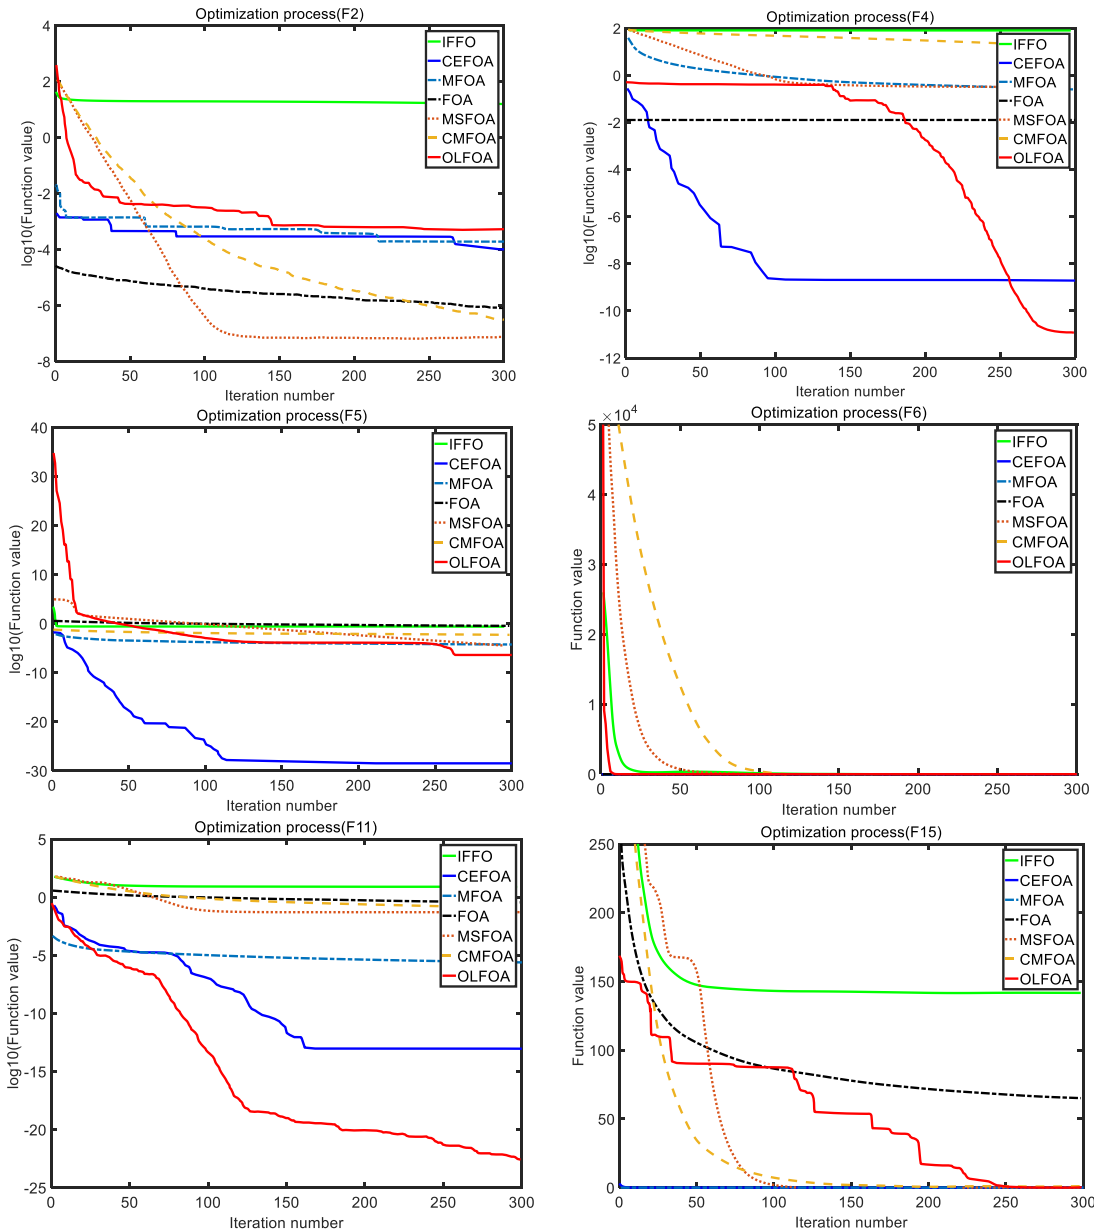 Optimization process(F2)
log10(Function value)
4
2
0
-2
-4
-6
-8
0 50 100 150 200 250 300
Iteration number
IFFO
CEFOA
MFOA
FOA
MSFOA
CMFOA
OLFOA
Optimization process(F4)
log10(Function value)
2
0
-2
-4
-6
-8
-10
-12
0 50 100 150 200 250 300
Iteration number
IFFO
CEFOA
MFOA
FOA
MSFOA
CMFOA
OLFOA
Optimization process(F5)
log10(Function value)
40
30
20
10
0
-10
-20
-30
0 50 100 150 200 250 300
Iteration number
IFFO
CEFOA
MFOA
FOA
MSFOA
CMFOA
OLFOA
Optimization process(F6)
×10^4
Function value
5
4
3
2
1
0
0 50 100 150 200 250 300
Iteration number
IFFO
CEFOA
MFOA
FOA
MSFOA
CMFOA
OLFOA
Optimization process(F11)
log10(Function value)
5
0
-5
-10
-15
-20
-25
0 50 100 150 200 250 300
Iteration number
IFFO
CEFOA
MFOA
FOA
MSFOA
CMFOA
OLFOA
Optimization process(F15)
Function value
250
200
150
100
50
0
0 50 100 150 200 250 300
Iteration number
IFFO
CEFOA
MFOA
FOA
MSFOA
CMFOA
OLFOA